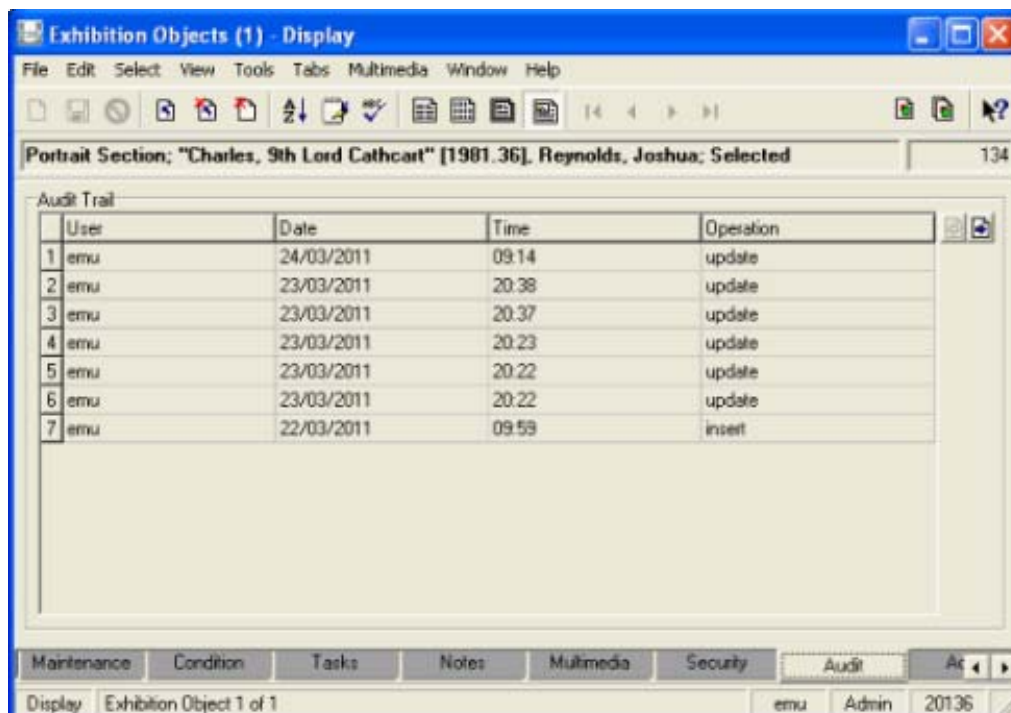 Exhibition Objects (1) - Display
File Edit Select View Tools Tabs Multimedia Window Help
Portrait Section; "Charles, 9th Lord Cathcart" [1981.36], Reynolds, Joshua; Selected 134
Audit Trail
User Date Time Operation
1 emu 24/03/2011 09:14 update
2 emu 23/03/2011 20:38 update
3 emu 23/03/2011 20:37 update
4 emu 23/03/2011 20:23 update
5 emu 23/03/2011 20:22 update
6 emu 23/03/2011 20:22 update
7 emu 22/03/2011 09:59 insert
Maintenance Condition Tasks Notes Multimedia Security Audit
Display Exhibition Object 1 of 1 emu Admin 20136